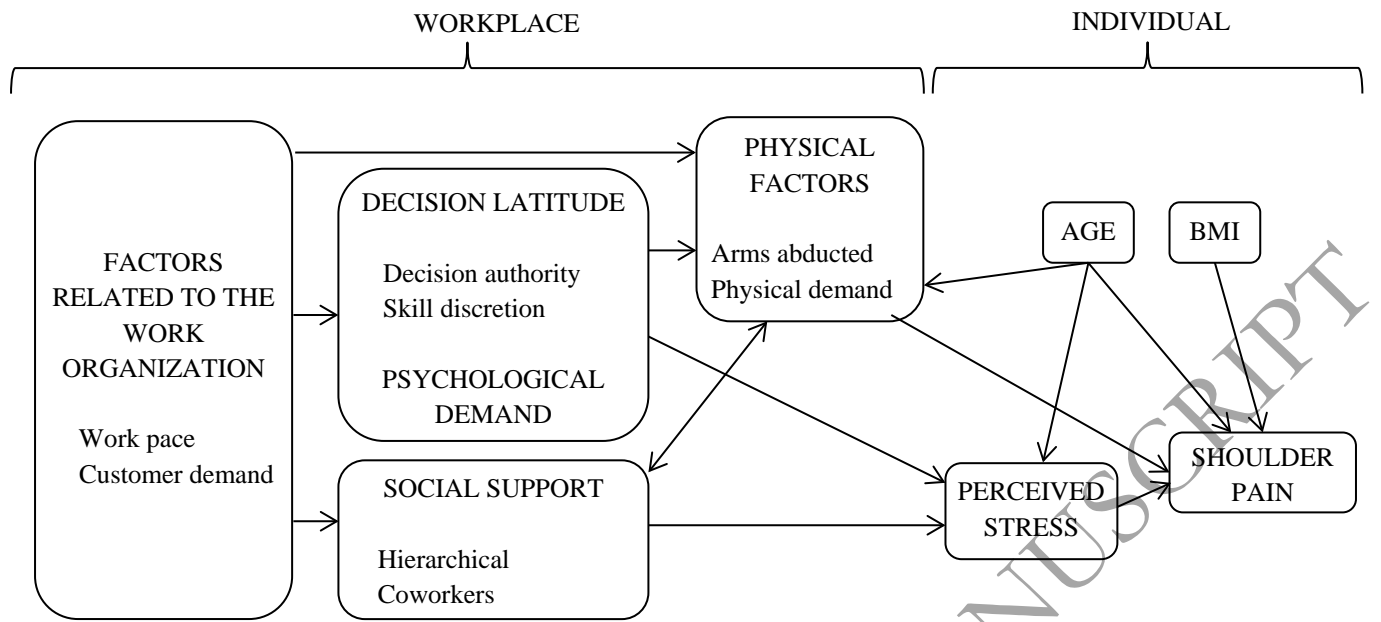 WORKPLACE
INDIVIDUAL
FACTORS
RELATED TO THE
WORK
ORGANIZATION
Work pace
Customer demand
DECISION LATITUDE
Decision authority
Skill discretion
PSYCHOLOGICAL
DEMAND
SOCIAL SUPPORT
Hierarchical
Coworkers
PHYSICAL
FACTORS
Arms abducted
Physical demand
AGE
BMI
PERCEIVED
STRESS
SHOULDER
PAIN
NUSCRIPT